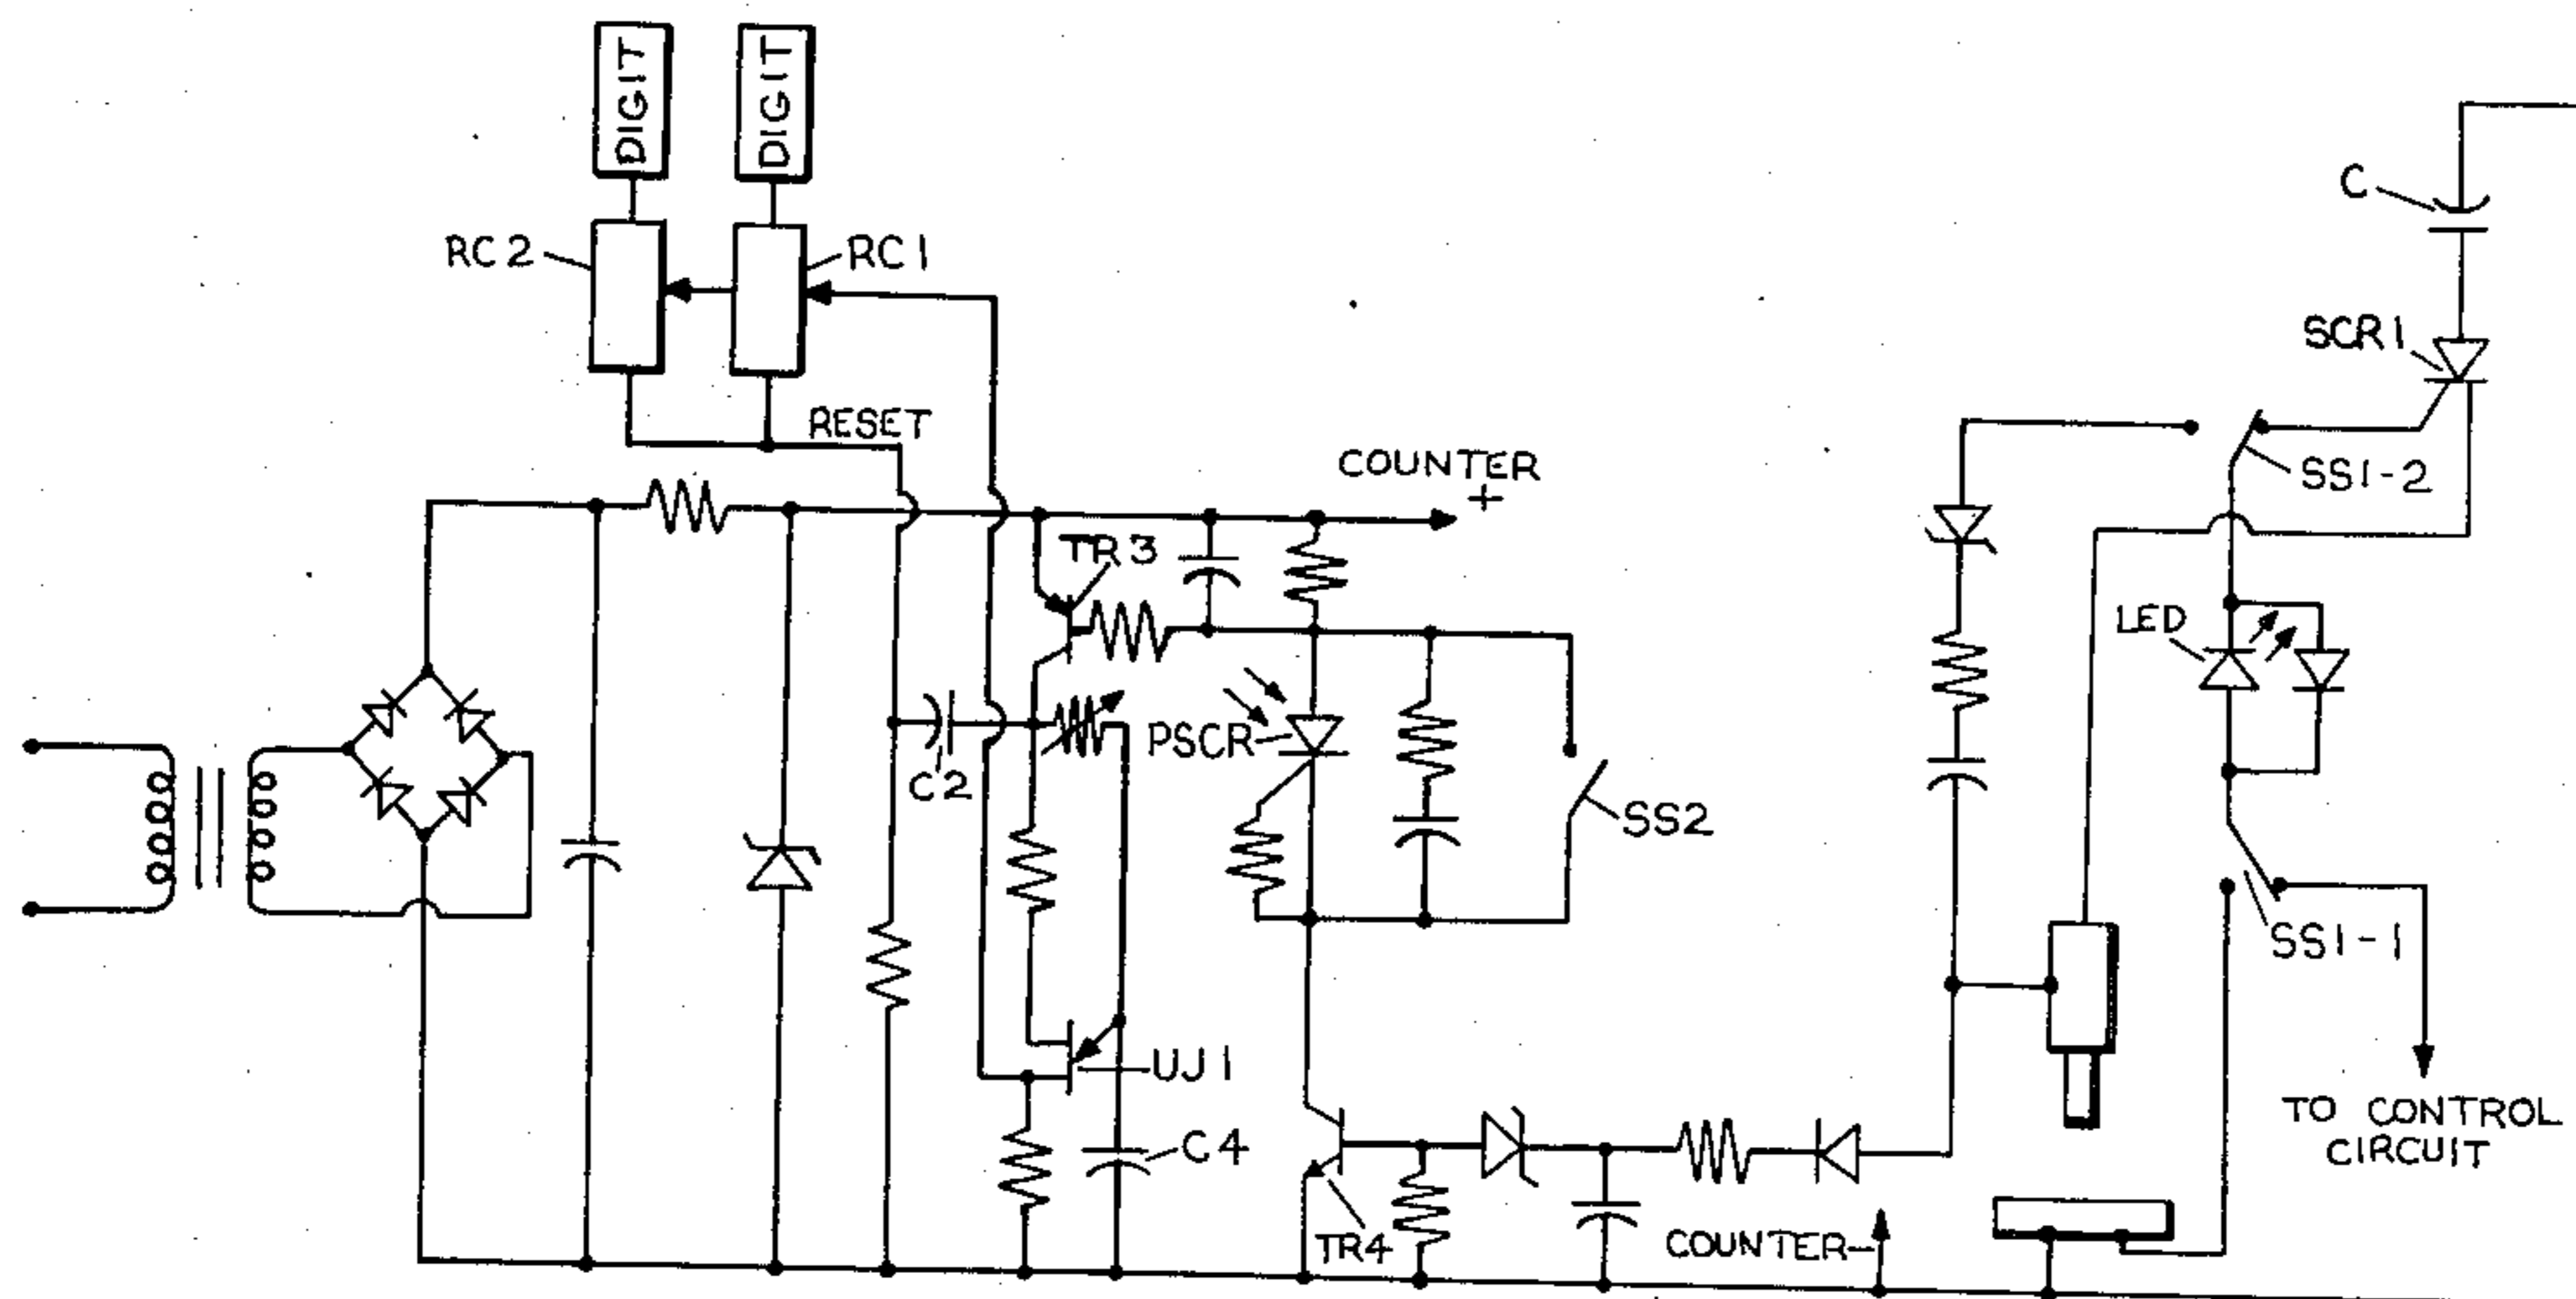 DIGIT
DIGIT
C
RC2
RC1
SCR1
RESET
COUNTER
+
SS1-2
TR3
LED
PSCR
C2
SS2
SS1-1
UJ1
C4
TO CONTROL
CIRCUIT
TR4
COUNTER-